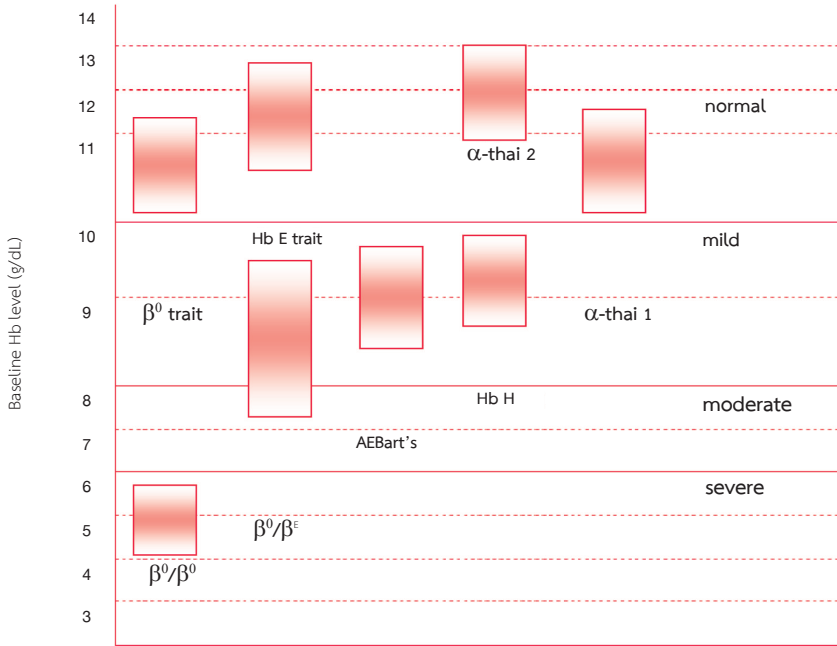 14
13
12
normal
11
α-thai 2
10
Hb E trait
mild
9
β⁰ trait
α-thai 1
8
Hb H
moderate
7
AEBart's
6
severe
5
β⁰/βᴱ
4
β⁰/β⁰
3
Baseline Hb level (g/dL)